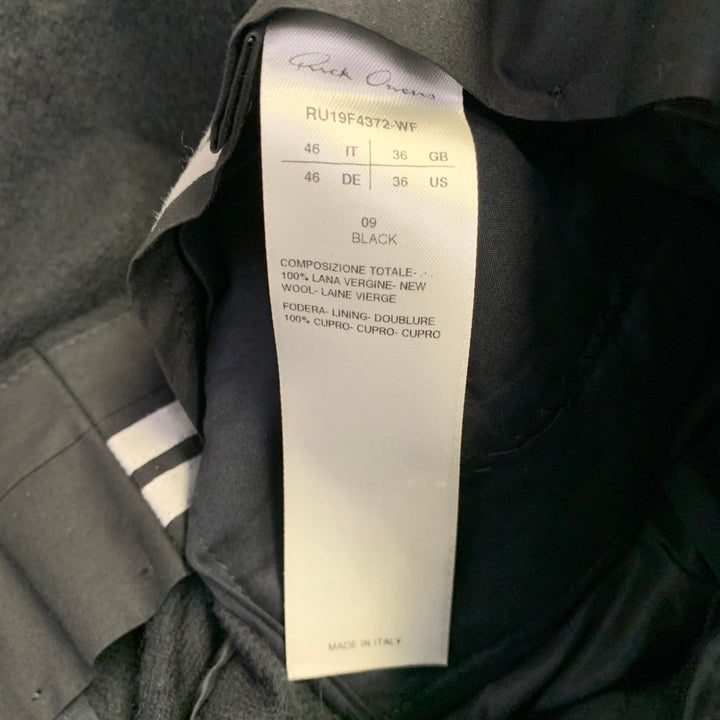 Rick Owens
RU19F4372-WF
46 IT 36 GB
46 DE 36 US
09
BLACK
COMPOSIZIONE TOTALE- . -
100% LANA VERGINE- NEW
WOOL- LAINE VIERGE
FODERA- LINING- DOUBLURE
100% CUPRO- CUPRO- CUPRO
MADE IN ITALY